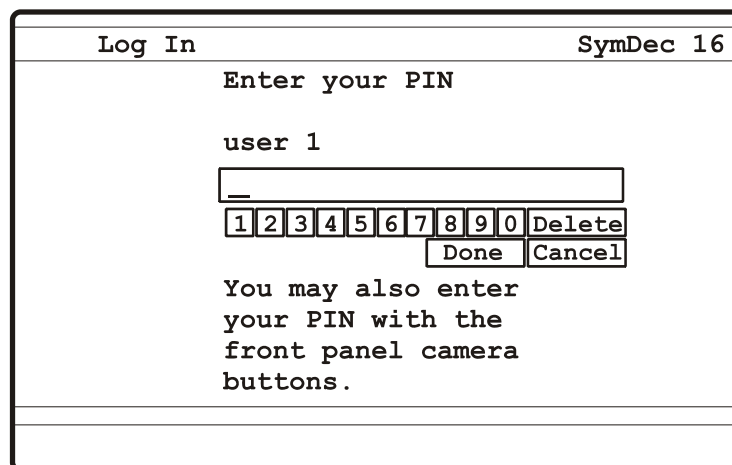 Log In SymDec 16
Enter your PIN
user 1
_
1 2 3 4 5 6 7 8 9 0 Delete
Done Cancel
You may also enter
your PIN with the
front panel camera
buttons.